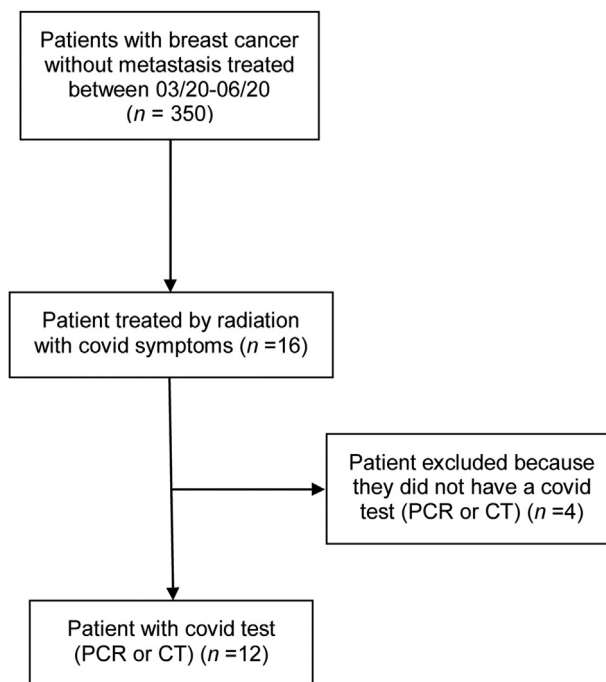 Patients with breast cancer
without metastasis treated
between 03/20-06/20
(n = 350)
Patient treated by radiation
with covid symptoms (n =16)
Patient excluded because
they did not have a covid
test (PCR or CT) (n =4)
Patient with covid test
(PCR or CT) (n =12)